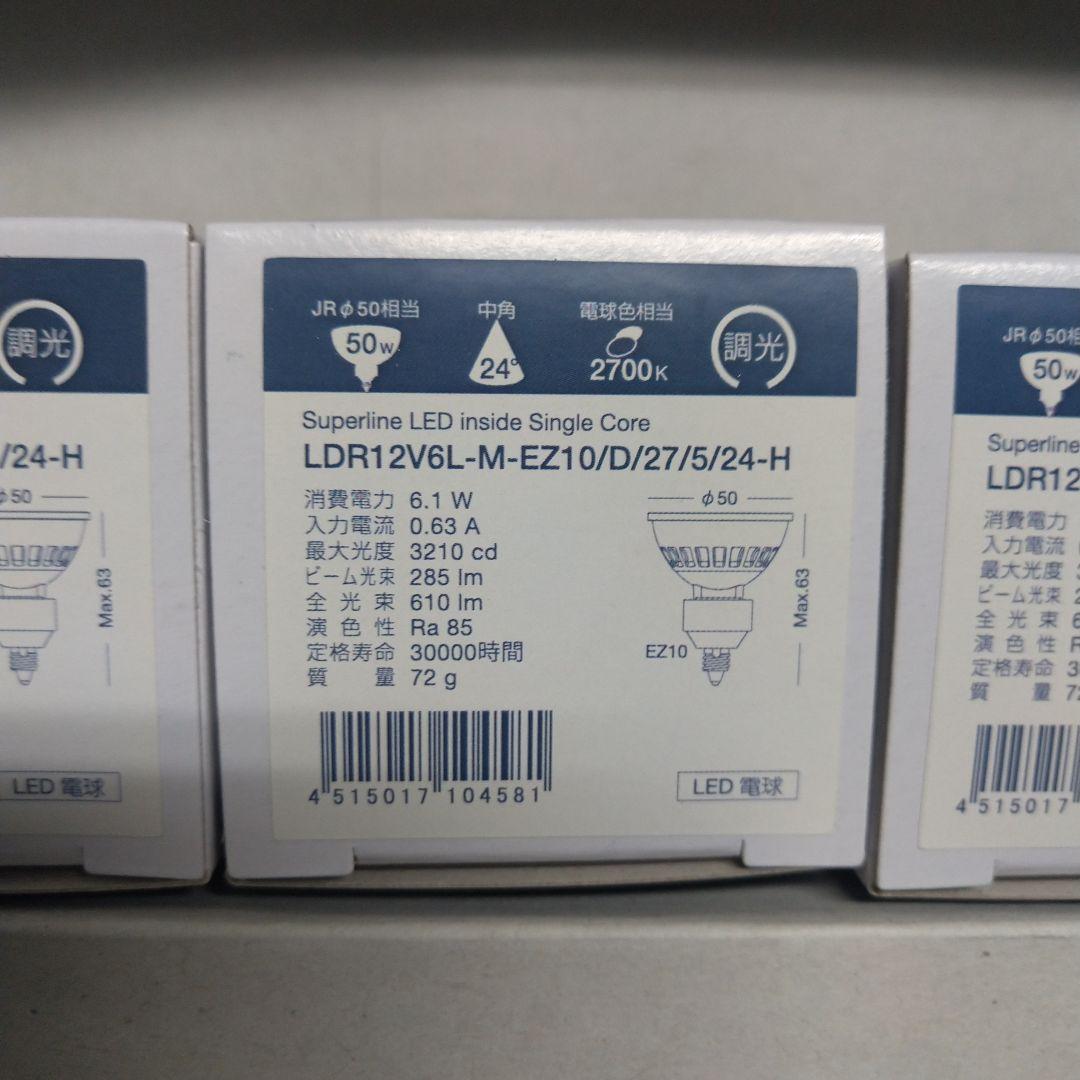 調光
/24-H
φ50
Max.63
LED 電球
JRφ50相当
50W
中角
24°
電球色相当
2700K
調光
Superline LED inside Single Core
LDR12V6L-M-EZ10/D/27/5/24-H
消費電力 6.1 W
入力電流 0.63 A
最大光度 3210 cd
ビーム光束 285 lm
全光束 610 lm
演色性 Ra 85
定格寿命 30000時間
質量 72 g
φ50
Max.63
EZ10
4 515017 104581
LED 電球
JRφ50相
50W
Superline
LDR12
消費電力
入力電流
最大光度
ビーム光束
全光束 6
演色性
定格寿命 3
質量 72
4 515017